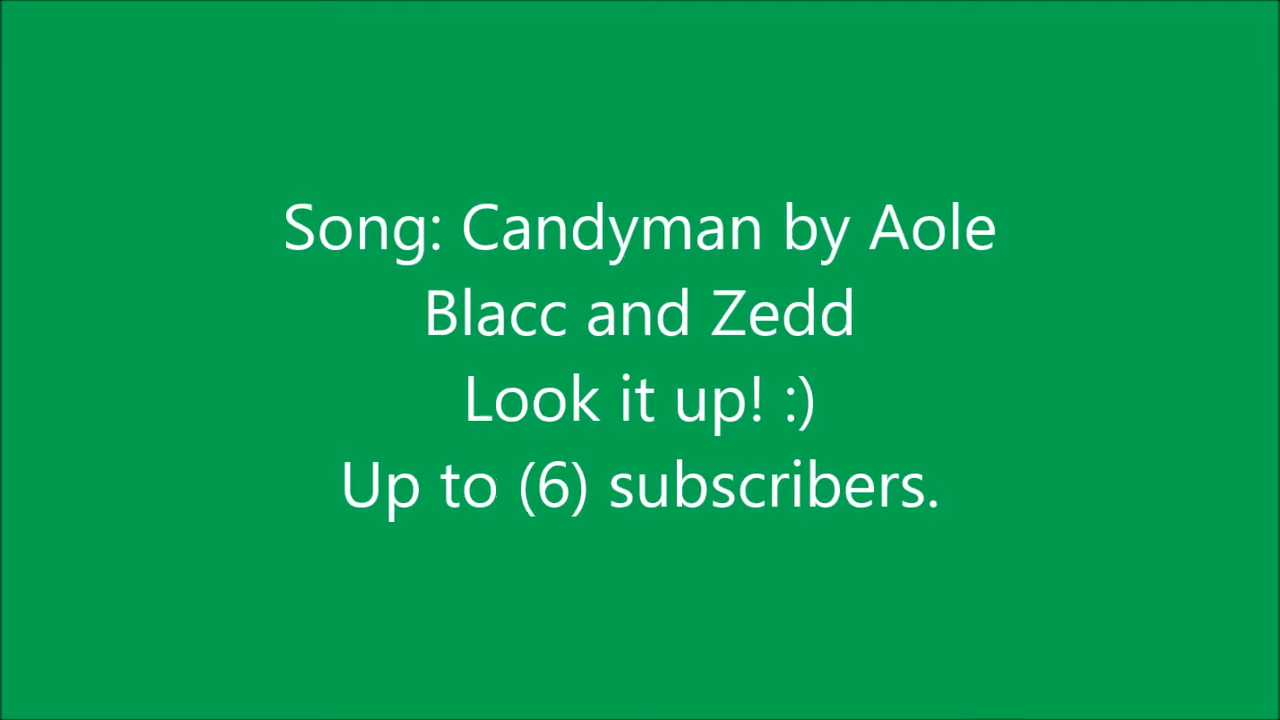 Song: Candyman by Aole
Blacc and Zedd
Look it up! :)
Up to (6) subscribers.